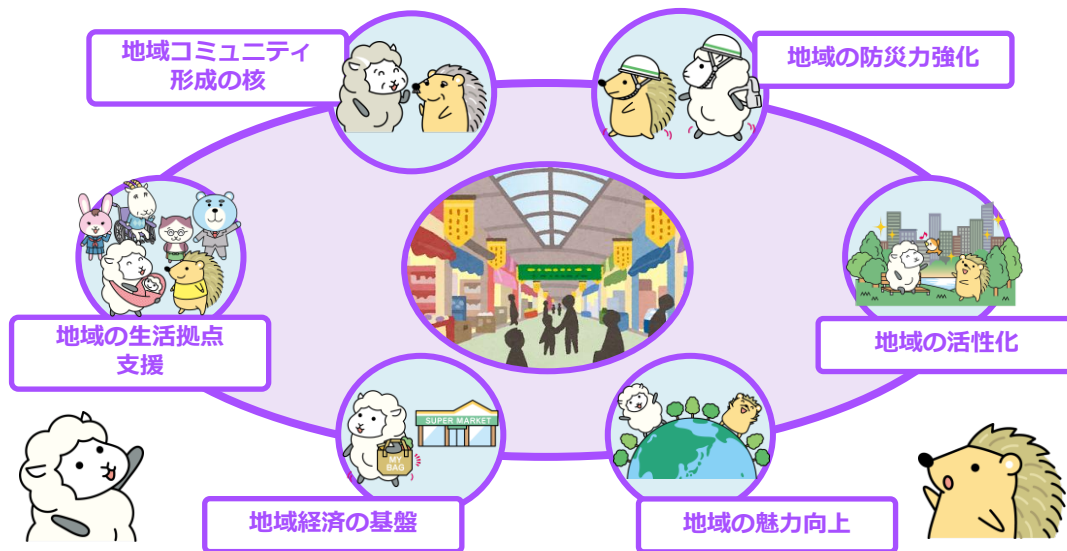 地域コミュニティ
形成の核
地域の防災力強化
地域の生活拠点
支援
地域の活性化
SUPER MARKET
MY
BAG
地域経済の基盤
地域の魅力向上